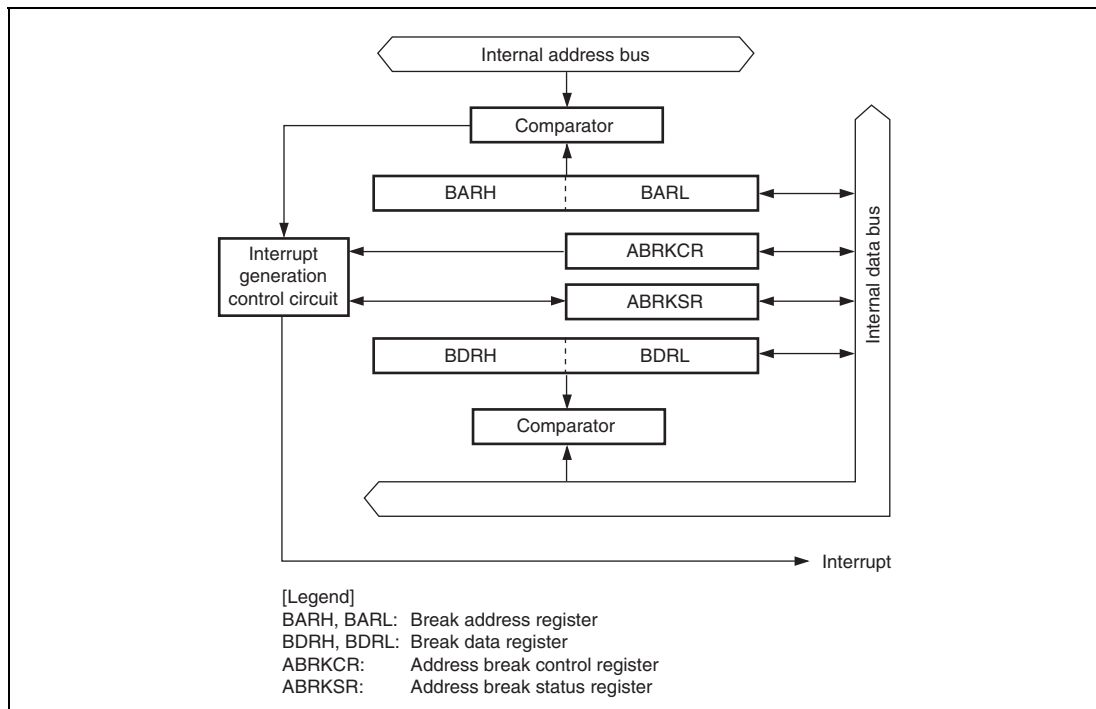 Internal address bus
Comparator
BARH BARL
Interrupt
generation
control circuit
ABRKCR
ABRKSR
Internal data bus
BDRH BDRL
Comparator
Interrupt
[Legend]
BARH, BARL: Break address register
BDRH, BDRL: Break data register
ABRKCR: Address break control register
ABRKSR: Address break status register